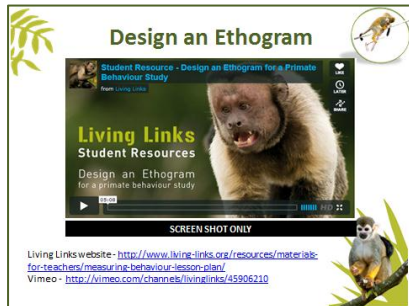 Design an Ethogram
Student Resource - Design an Ethogram for a Primate
Behaviour Study
from Living Links
LIKE
LATER
SHARE
Living Links
Student Resources
Design an Ethogram
for a primate behaviour study
05:08
HD
SCREEN SHOT ONLY
Living Links website - http://www.living-links.org/resources/materials-
for-teachers/measuring-behaviour-lesson-plan/
Vimeo - http://vimeo.com/channels/livinglinks/45906210